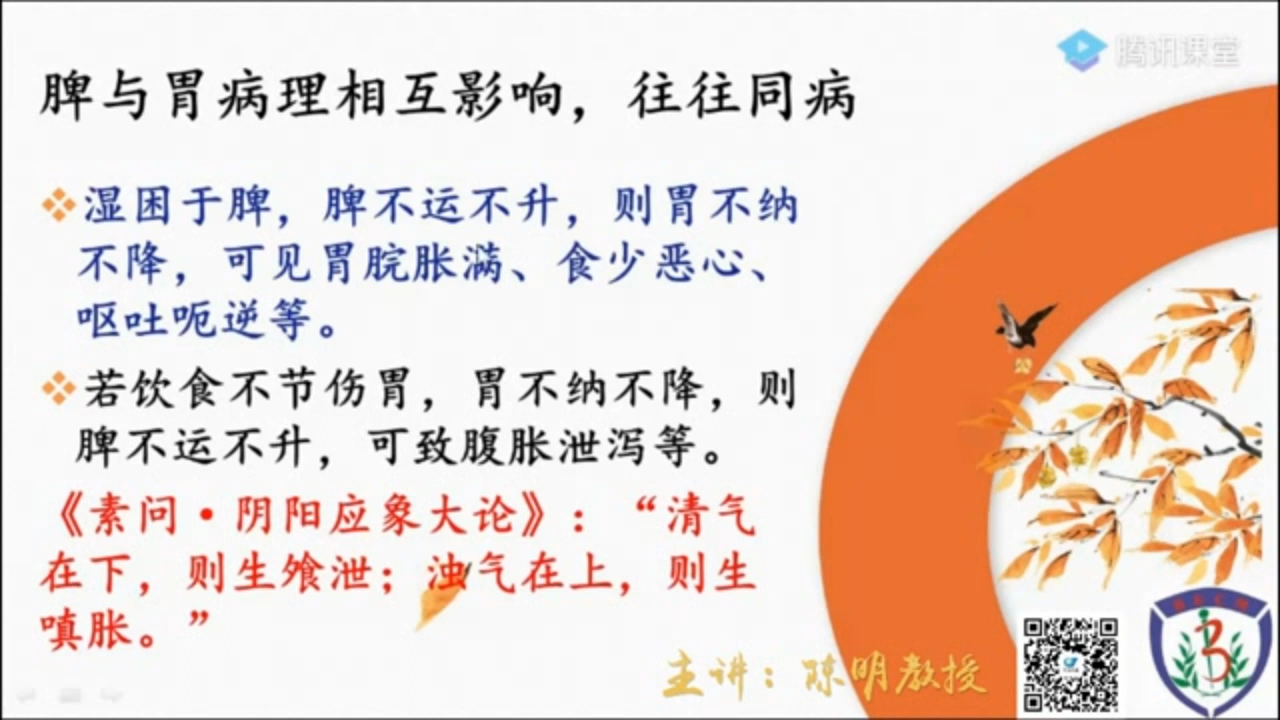 腾讯课堂
脾与胃病理相互影响，往往同病
湿困于脾，脾不运不升，则胃不纳
不降，可见胃脘胀满、食少恶心、
呕吐呃逆等。
若饮食不节伤胃，胃不纳不降，则
脾不运不升，可致腹胀泄泻等。
《素问·阴阳应象大论》：“清气
在下，则生飧泄；浊气在上，则生
嗔胀。”
主讲：陈明教授